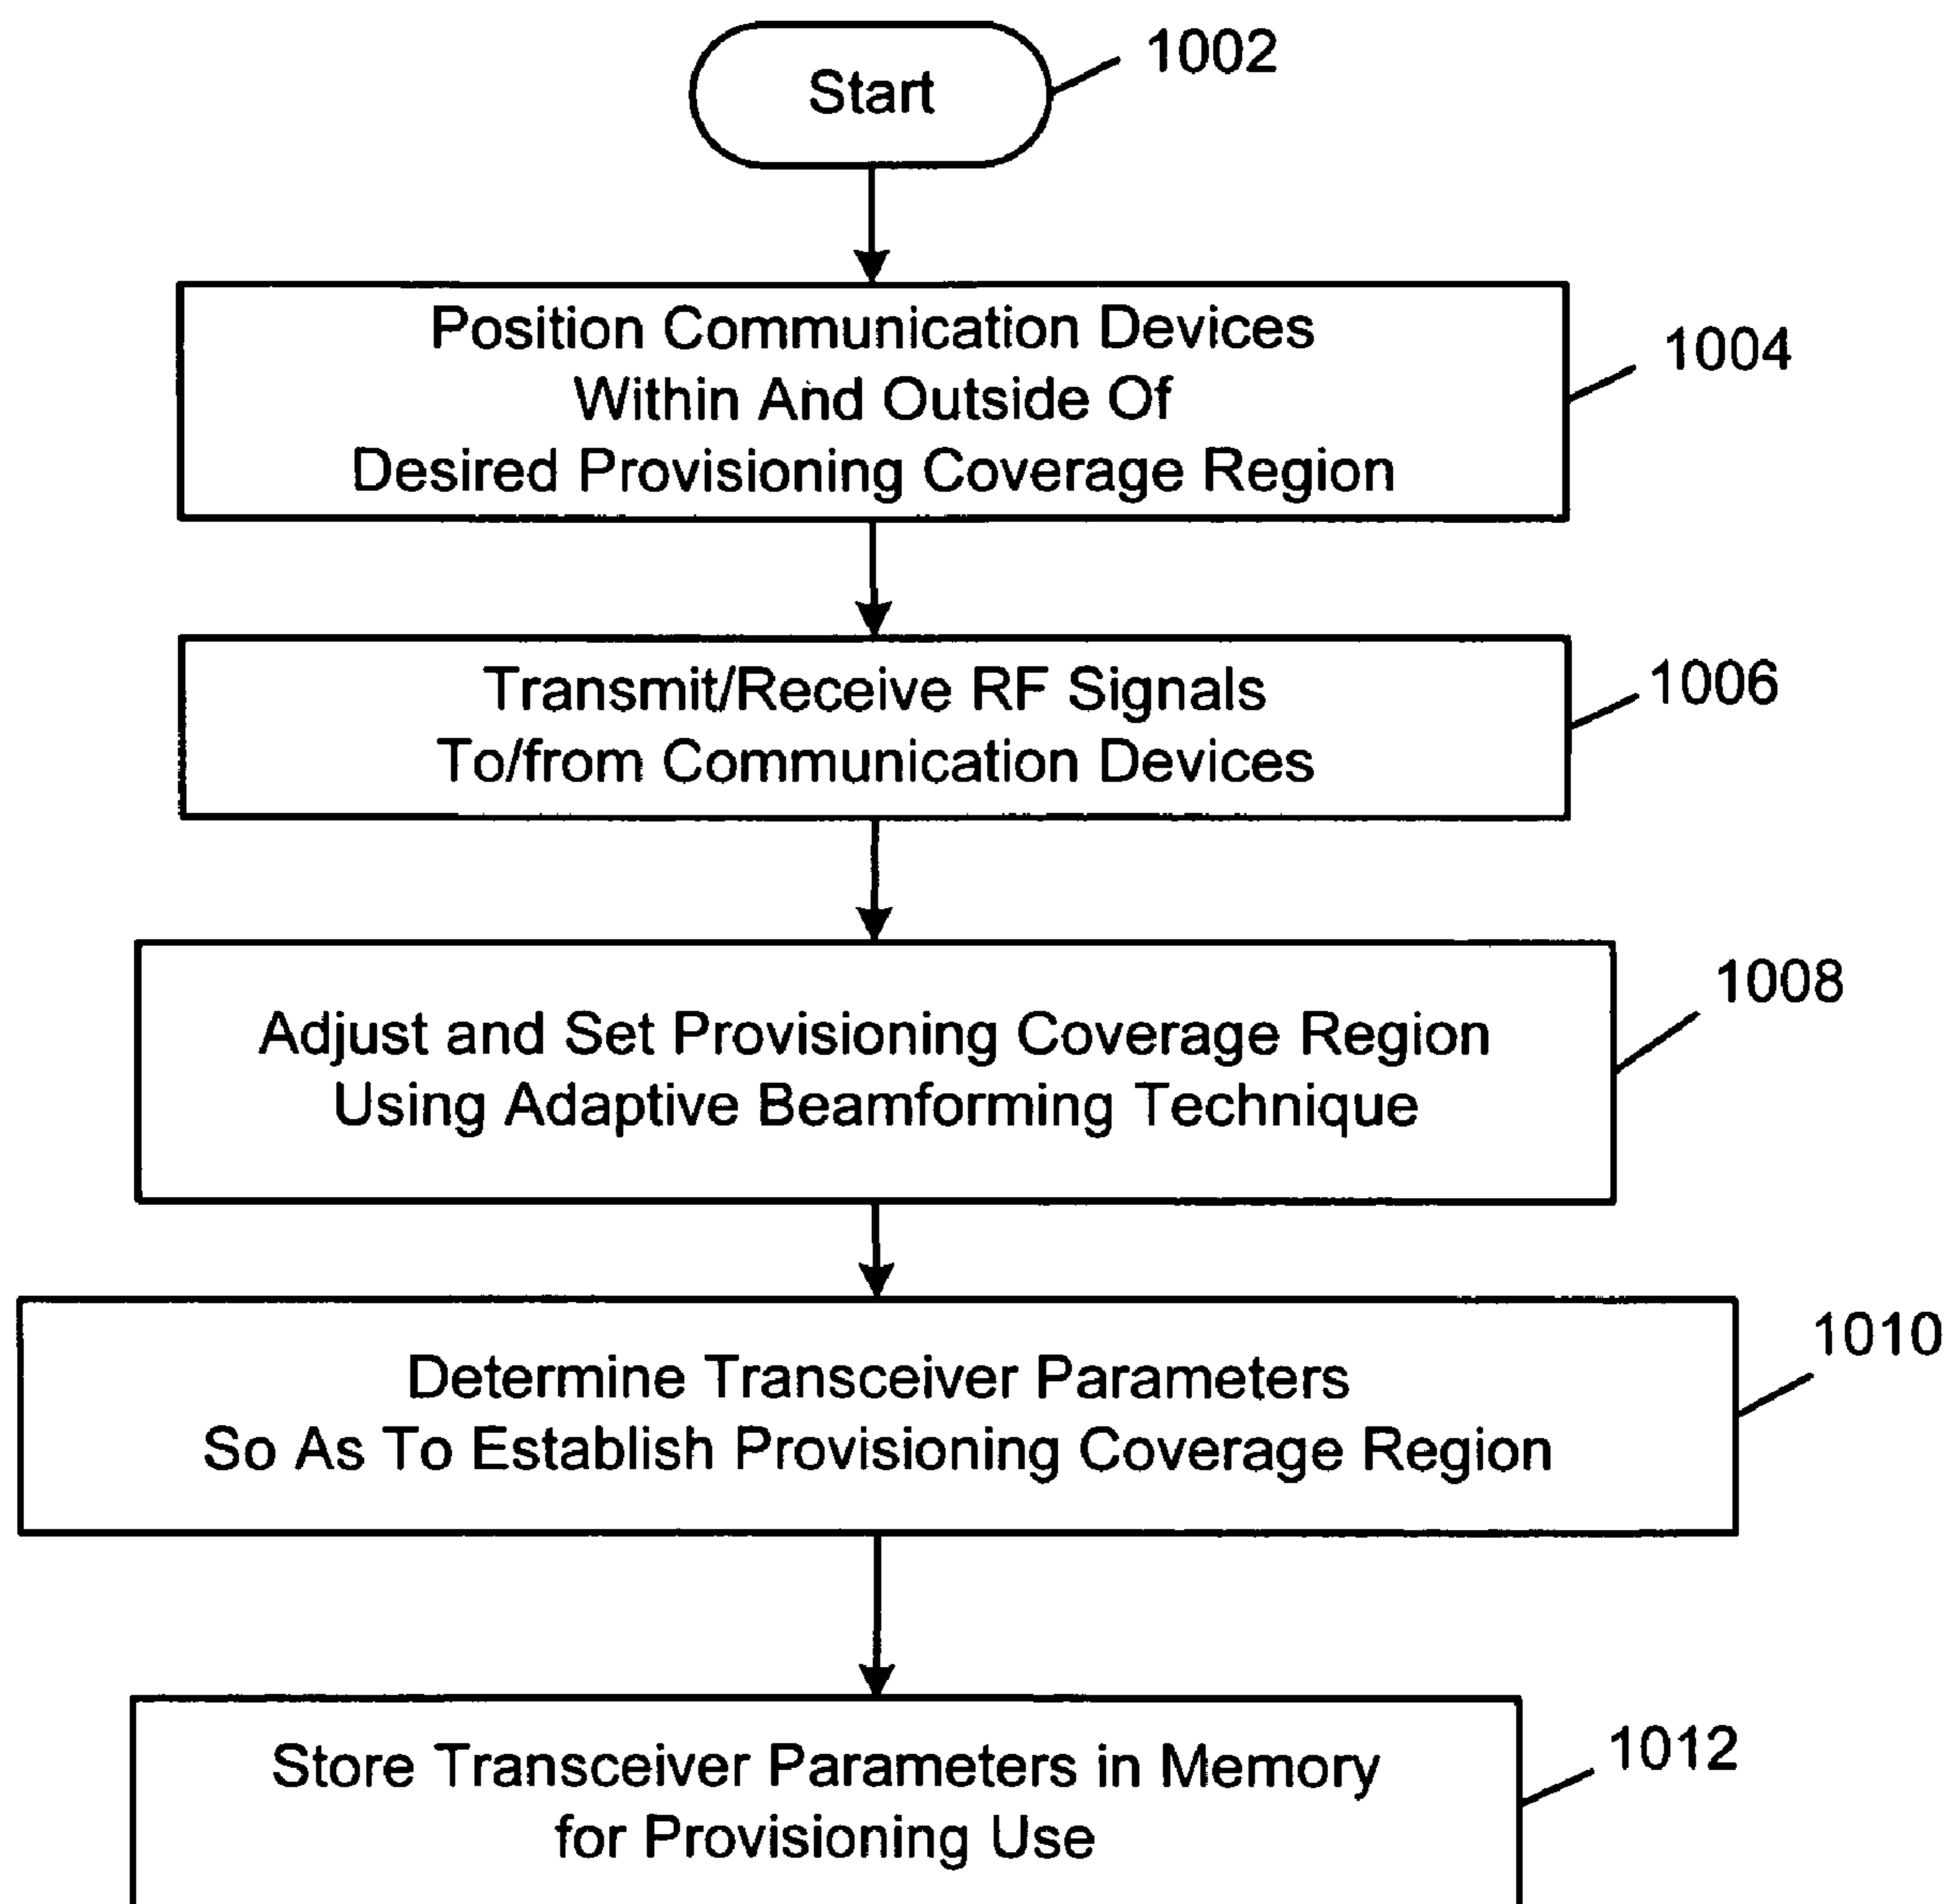 Start
1002
Position Communication Devices
Within And Outside Of
Desired Provisioning Coverage Region
1004
Transmit/Receive RF Signals
To/from Communication Devices
1006
Adjust and Set Provisioning Coverage Region
Using Adaptive Beamforming Technique
1008
Determine Transceiver Parameters
So As To Establish Provisioning Coverage Region
1010
Store Transceiver Parameters in Memory
for Provisioning Use
1012